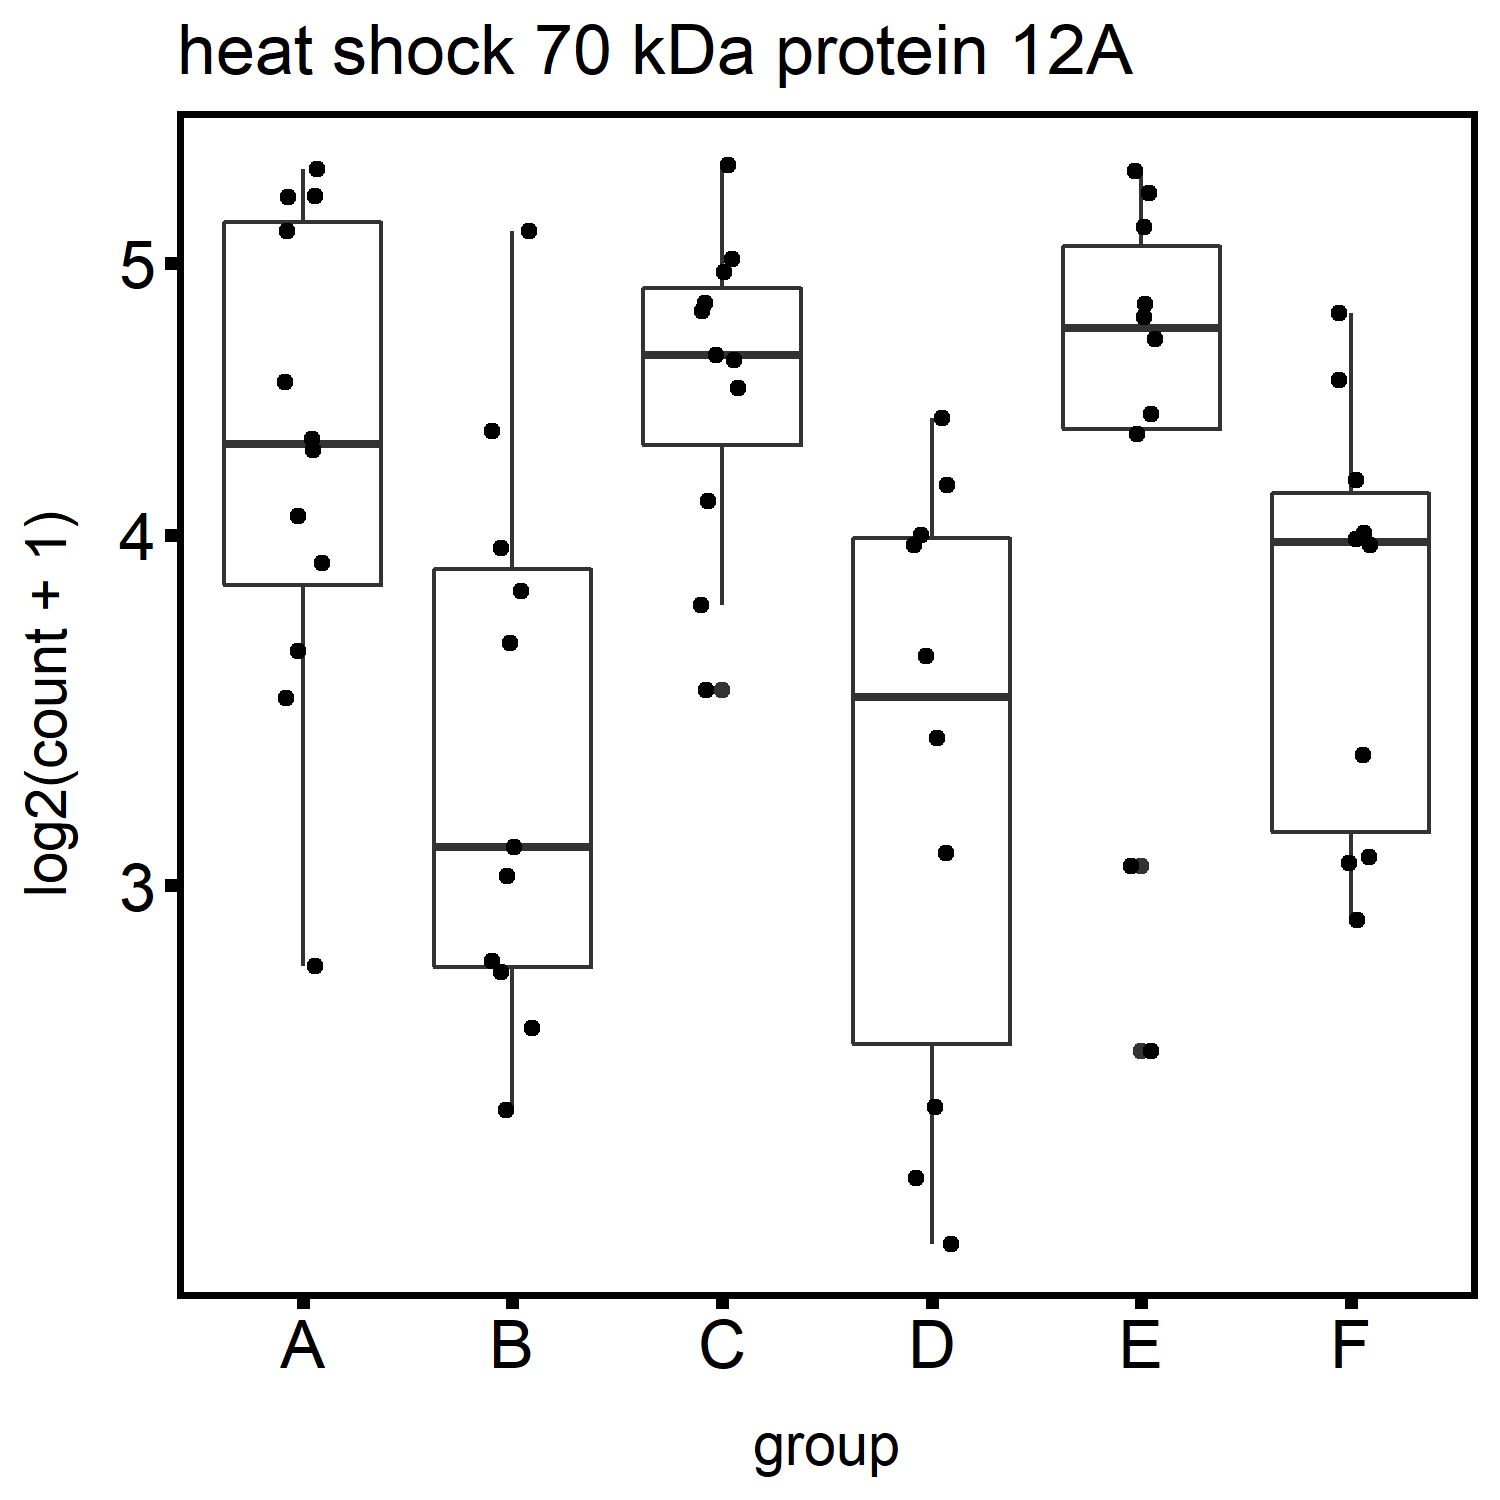 heat shock 70 kDa protein 12A
log2(count + 1)
5
4
3
A B C D E F
group